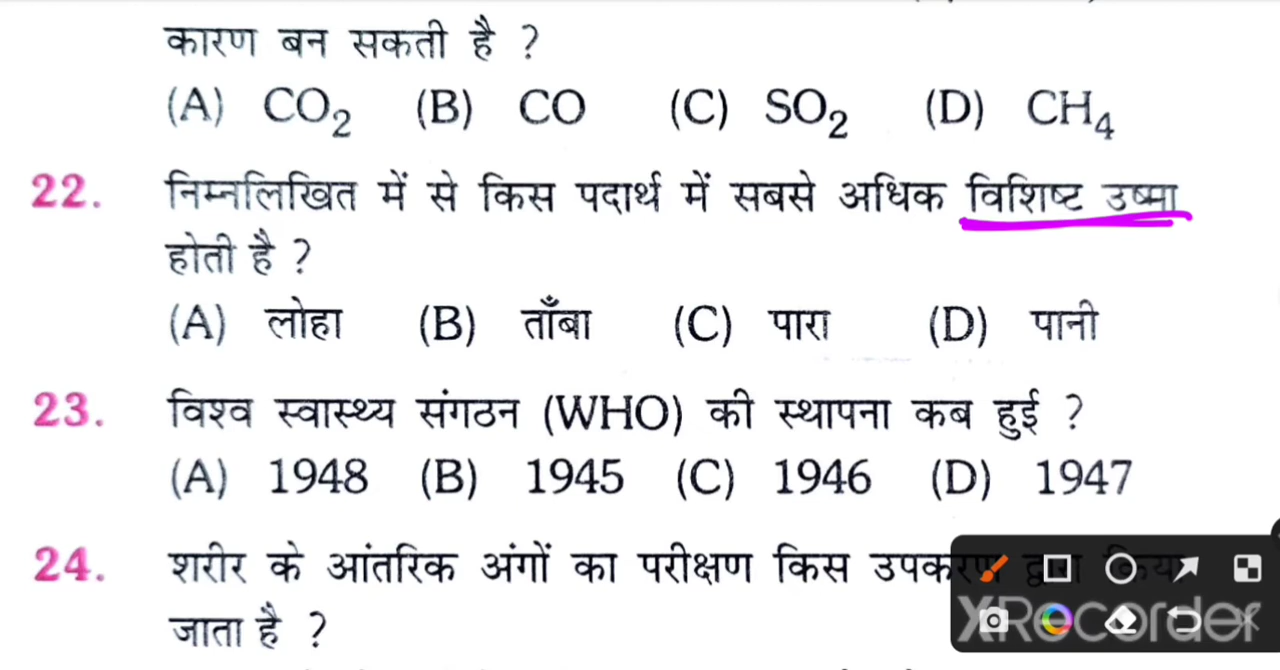 कारण बन सकती है ?
(A) CO₂ (B) CO (C) SO₂ (D) CH₄
22. निम्नलिखित में से किस पदार्थ में सबसे अधिक विशिष्ट उष्मा
होती है ?
(A) लोहा (B) ताँबा (C) पारा (D) पानी
23. विश्व स्वास्थ्य संगठन (WHO) की स्थापना कब हुई ?
(A) 1948 (B) 1945 (C) 1946 (D) 1947
24. शरीर के आंतरिक अंगों का परीक्षण किस उपकरण द्वारा किया
जाता है ?
XRecorder